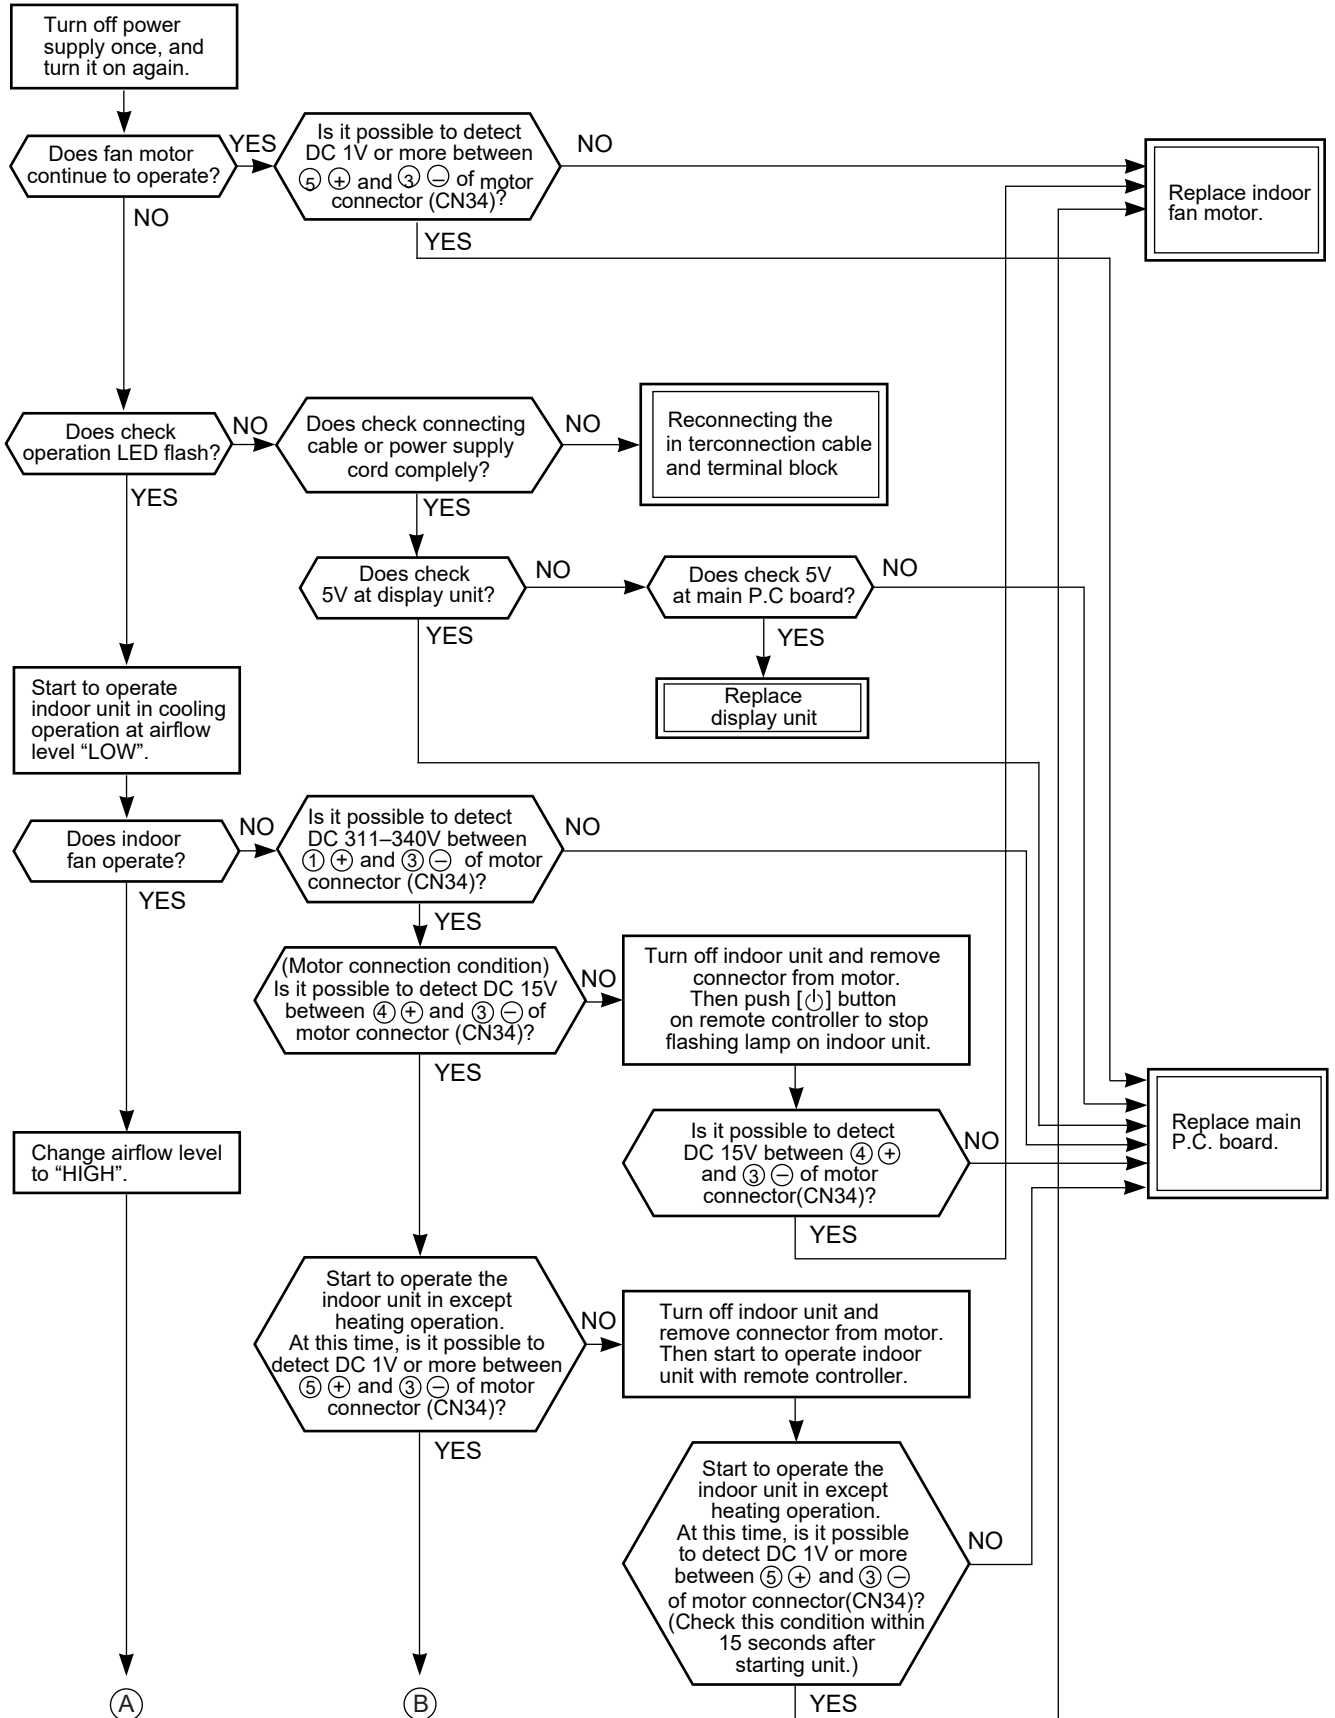 Turn off power
supply once, and
turn it on again.
Does fan motor
continue to operate?
YES
NO
Is it possible to detect
DC 1V or more between
⑤ ⊕ and ③ ⊖ of motor
connector (CN34)?
NO
YES
Replace indoor
fan motor.
Does check
operation LED flash?
NO
YES
Does check connecting
cable or power supply
cord complely?
NO
YES
Reconnecting the
in terconnection cable
and terminal block
Does check
5V at display unit?
NO
YES
Does check 5V
at main P.C board?
NO
YES
Replace
display unit
Start to operate
indoor unit in cooling
operation at airflow
level “LOW”.
Does indoor
fan operate?
NO
YES
Is it possible to detect
DC 311–340V between
① ⊕ and ③ ⊖ of motor
connector (CN34)?
NO
YES
(Motor connection condition)
Is it possible to detect DC 15V
between ④ ⊕ and ③ ⊖ of
motor connector (CN34)?
NO
YES
Turn off indoor unit and remove
connector from motor.
Then push [⏻] button
on remote controller to stop
flashing lamp on indoor unit.
Is it possible to detect
DC 15V between ④ ⊕
and ③ ⊖ of motor
connector(CN34)?
NO
YES
Replace main
P.C. board.
Change airflow level
to “HIGH”.
Start to operate the
indoor unit in except
heating operation.
At this time, is it possible to
detect DC 1V or more between
⑤ ⊕ and ③ ⊖ of motor
connector (CN34)?
NO
YES
Turn off indoor unit and
remove connector from motor.
Then start to operate indoor
unit with remote controller.
Start to operate the
indoor unit in except
heating operation.
At this time, is it possible
to detect DC 1V or more
between ⑤ ⊕ and ③ ⊖
of motor connector(CN34)?
(Check this condition within
15 seconds after
starting unit.)
NO
YES
Ⓐ
Ⓑ